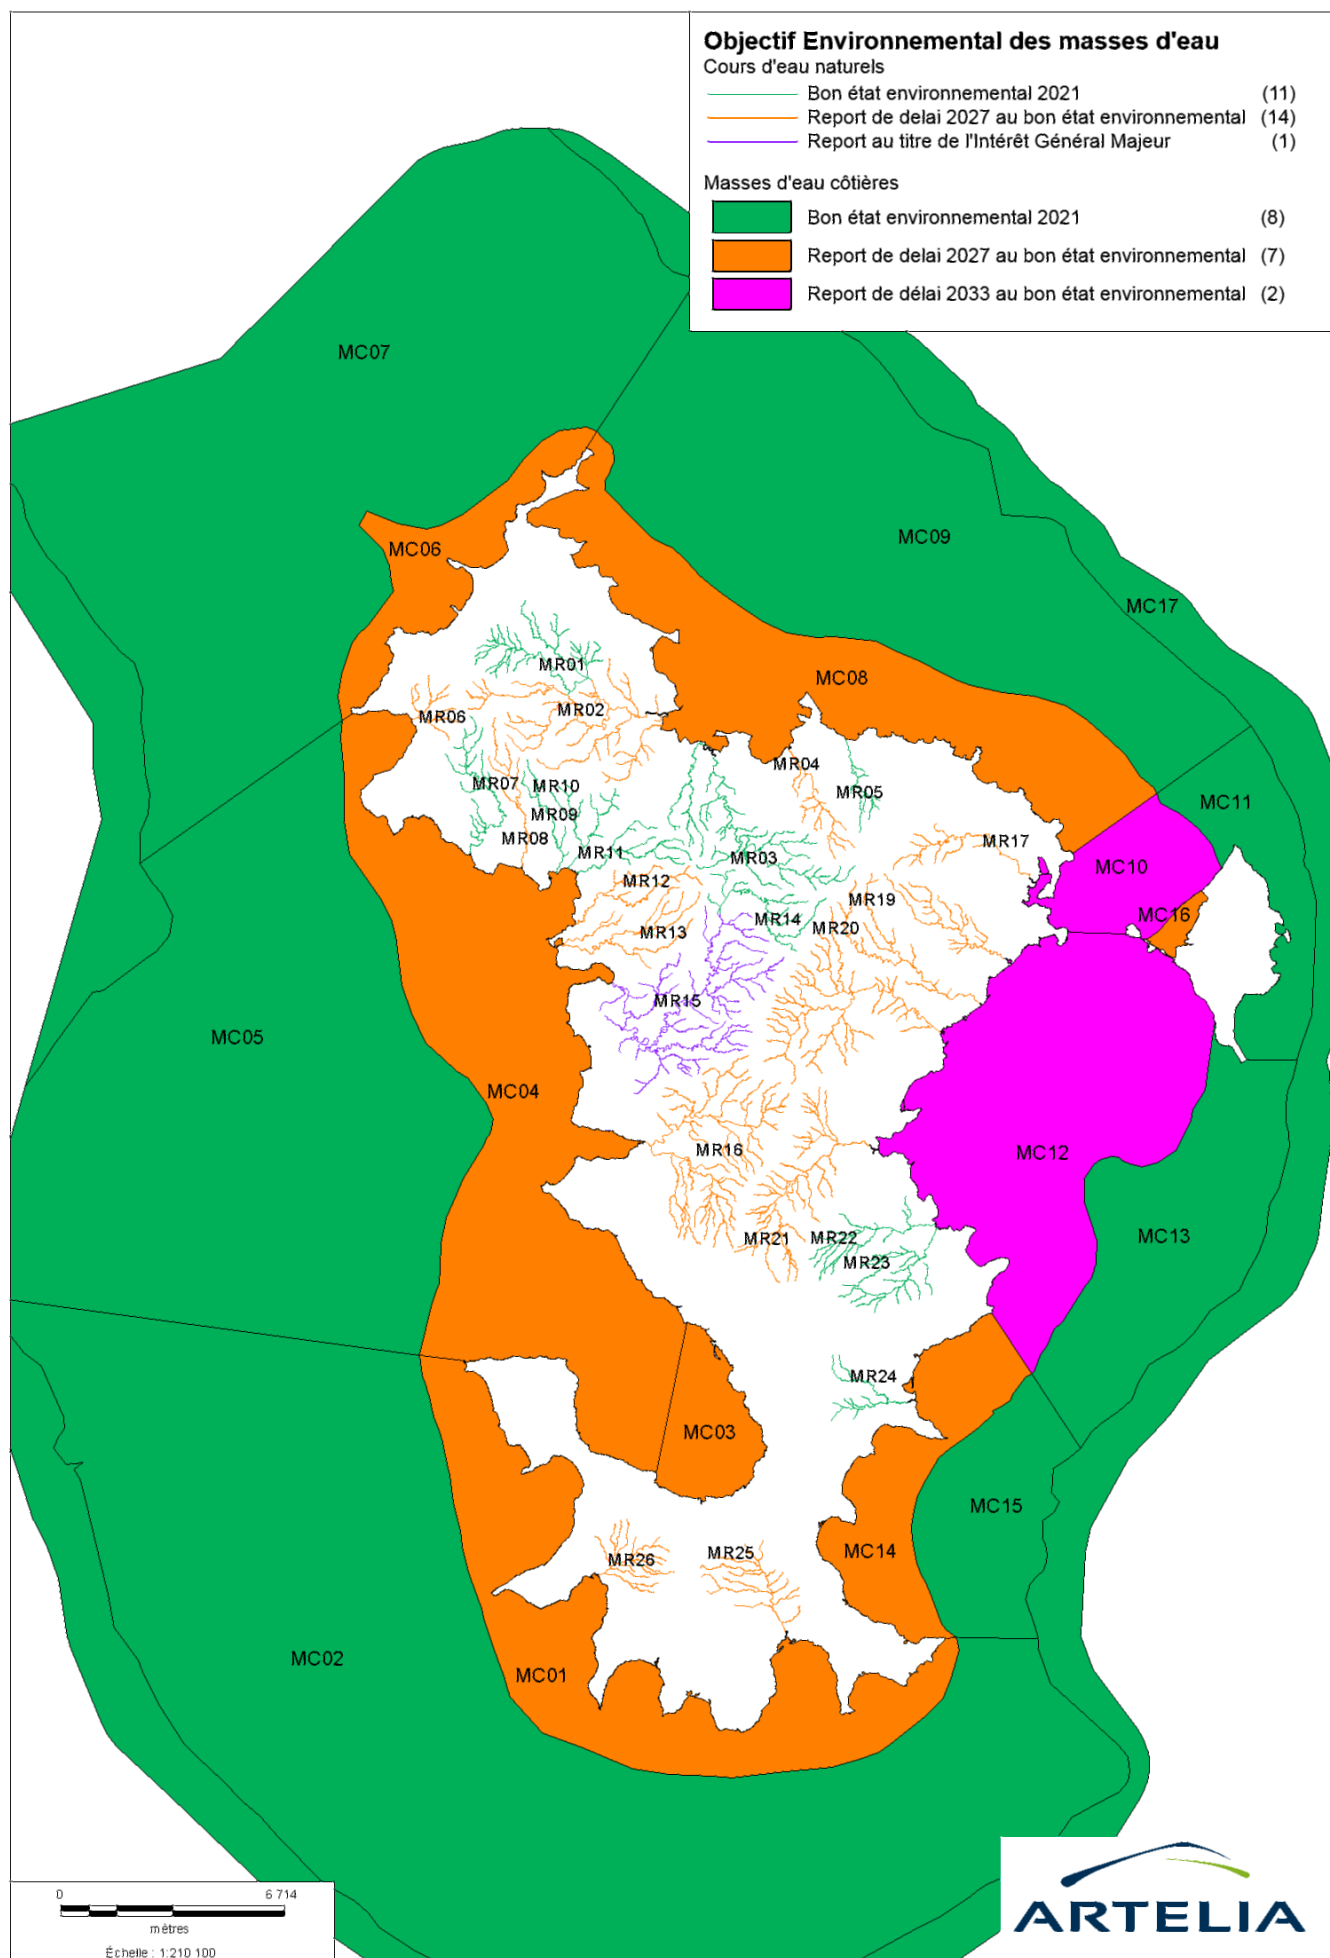 Objectif Environnemental des masses d'eau
Cours d'eau naturels
Bon état environnemental 2021 (11)
Report de delai 2027 au bon état environnemental (14)
Report au titre de l'Intérêt Général Majeur (1)
Masses d'eau côtières
Bon état environnemental 2021 (8)
Report de delai 2027 au bon état environnemental (7)
Report de délai 2033 au bon état environnemental (2)
MC07
MC09
MC06
MC17
MR01
MC08
MR02
MR06
MR04
MR07
MR10
MR05
MC11
MR09
MR08
MR17
MR11
MR03
MC10
MR12
MR19
MC16
MR14
MR20
MR13
MR15
MC05
MC04
MR16
MC12
MR21
MR22
MC13
MR23
MR24
MC03
MC15
MR26
MR25
MC14
MC02
MC01
0 6 714
mètres
Échelle : 1:210 100
ARTELIA